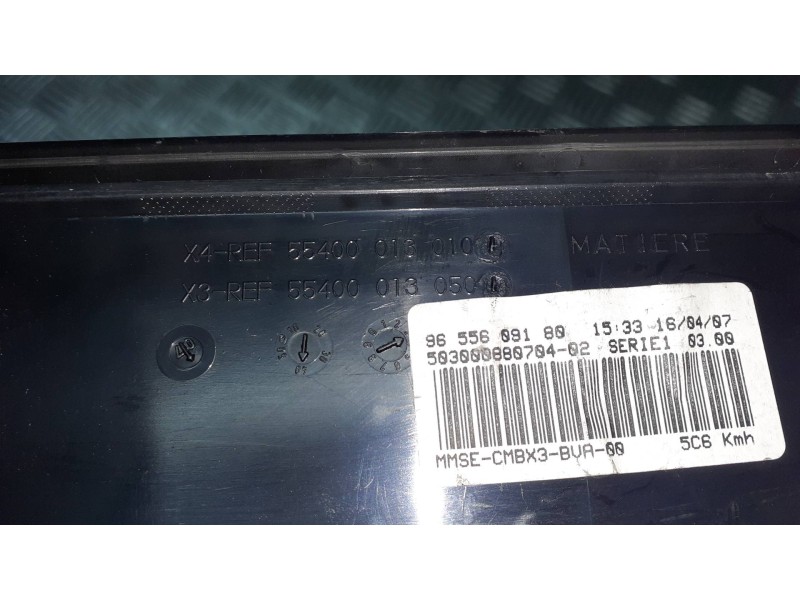 X4-REF 55400 013 010
MATIERE
X3-REF 55400 013 050
96 556 091 80 15:33 16/04/07
503000880704-02 SERIE1 03.00
MMSE-CMBX3-BVA-00 5C6 Kmh